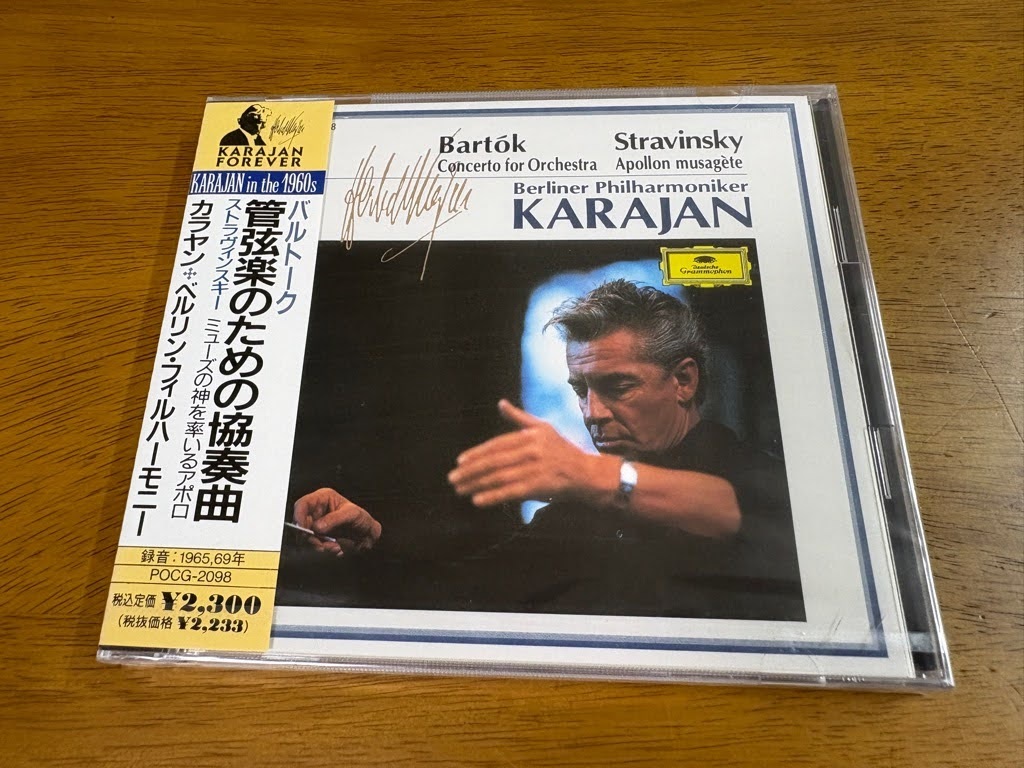 KARAJAN
FOREVER
KARAJAN in the 1960s
バルトーク
管弦楽のための協奏曲
ストラヴィンスキー ミューズの神を率いるアポロ
カラヤン✣ベルリン・フィルハーモニー
録音:1965,69年
POCG-2098
税込定価 ¥2,300
(税抜価格 ¥2,233)
8
Bartók
Concerto for Orchestra
Stravinsky
Apollon musagète
Berliner Philharmoniker
KARAJAN
Deutsche
Grammophon